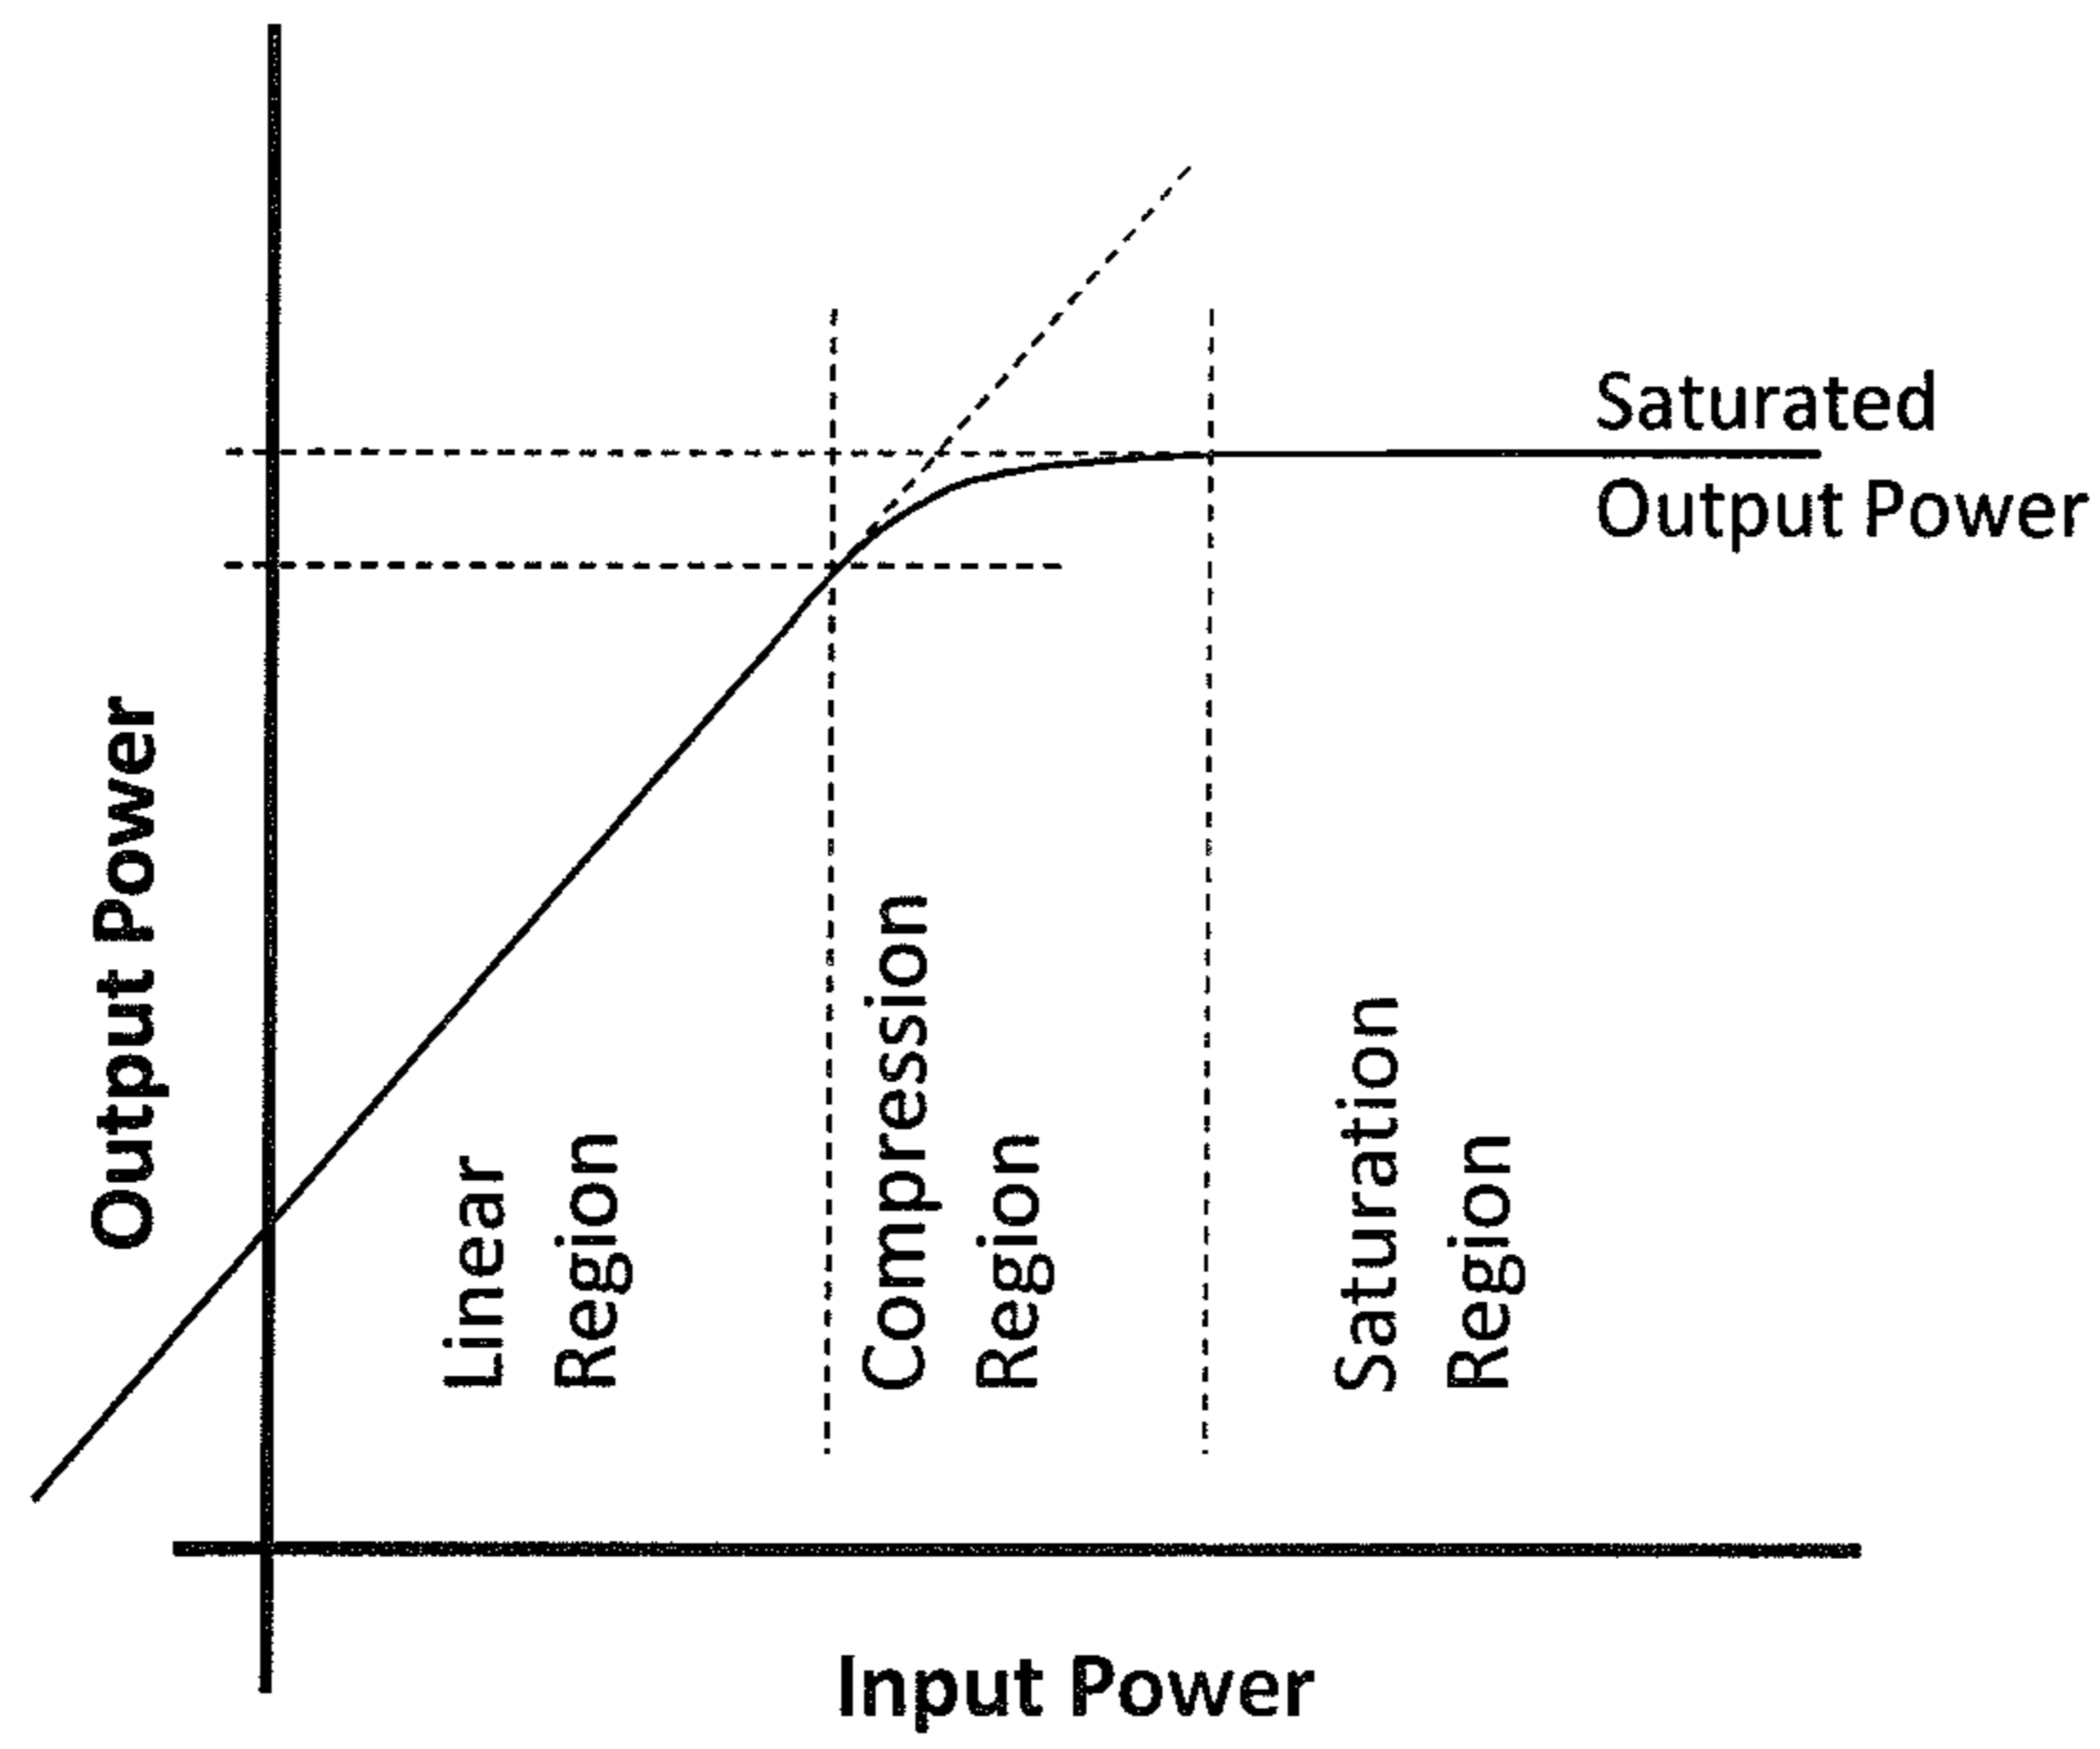 Output Power
Saturated
Output Power
Linear
Region
Compression
Region
Saturation
Region
Input Power